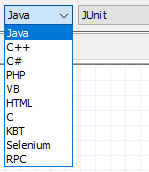 Java JUnit
Java
C++
C#
PHP
VB
HTML
C
KBT
Selenium
RPC